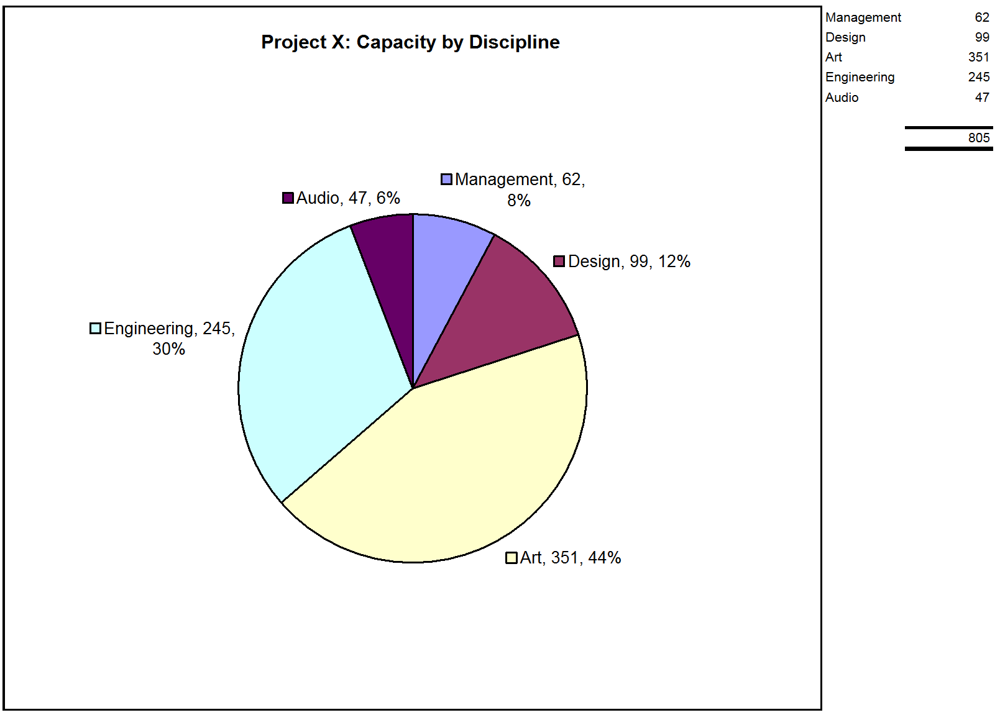 Project X: Capacity by Discipline
Management, 62,
8%
Audio, 47, 6%
Design, 99, 12%
Engineering, 245,
30%
Art, 351, 44%
Management 62
Design 99
Art 351
Engineering 245
Audio 47
805